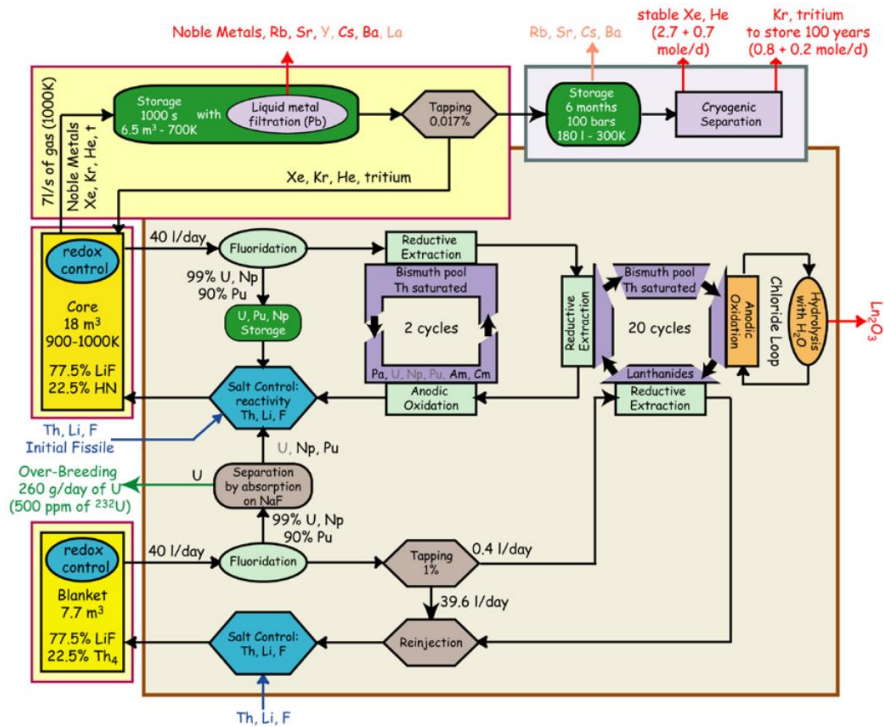 Noble Metals, Rb, Sr, Y, Cs, Ba, La
Rb, Sr, Cs, Ba
stable Xe, He
(2.7 + 0.7
mole/d)
Kr, tritium
to store 100 years
(0.8 + 0.2 mole/d)
7l/s of gas (1000K)
Noble Metals
Xe, Kr, He, t
Storage
1000 s
6.5 m³ - 700K
with
Liquid metal
filtration (Pb)
Tapping
0,017%
Storage
6 months
100 bars
180 l - 300K
Cryogenic
Separation
Xe, Kr, He, tritium
redox
control
Core
18 m³
900-1000K
77.5% LiF
22.5% HN
40 l/day
Fluoridation
99% U, Np
90% Pu
U, Pu, Np
Storage
Salt Control:
reactivity
Th, Li, F
Th, Li, F
Initial Fissile
Reductive
Extraction
Bismuth pool
Th saturated
2 cycles
Pa, U, Np, Pu, Am, Cm
Anodic
Oxidation
Reductive
Extraction
Bismuth pool
Th saturated
20 cycles
Lanthanides
Reductive
Extraction
Anodic
Oxidation
Chloride Loop
Hydrolysis
with H₂O
Ln₂O₃
U, Np, Pu
Over-Breeding
260 g/day of U
(500 ppm of ²³²U)
U
Separation
by absorption
on NaF
99% U, Np
90% Pu
redox
control
Blanket
7.7 m³
77.5% LiF
22.5% Th₄
40 l/day
Fluoridation
Tapping
1%
0.4 l/day
39.6 l/day
Salt Control:
Th, Li, F
Reinjection
Th, Li, F